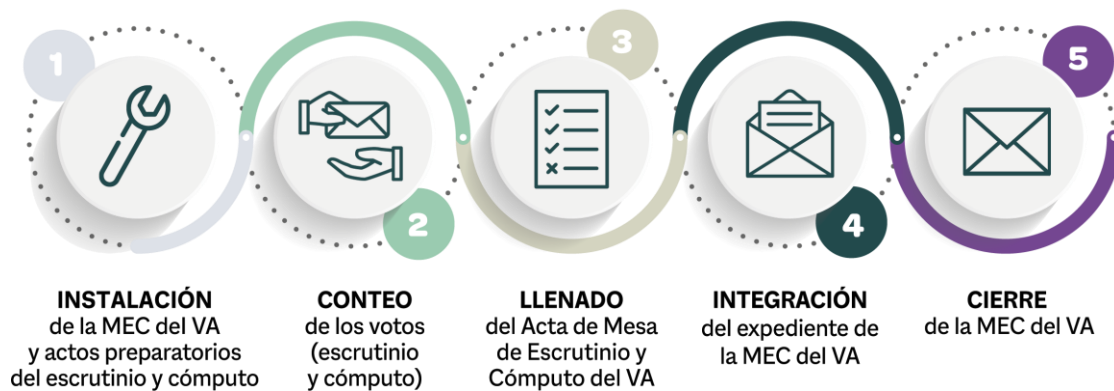 1
INSTALACIÓN
de la MEC del VA
y actos preparatorios
del escrutinio y cómputo
2
CONTEO
de los votos
(escrutinio
y cómputo)
3
LLENADO
del Acta de Mesa
de Escrutinio y
Cómputo del VA
4
INTEGRACIÓN
del expediente de
la MEC del VA
5
CIERRE
de la MEC del VA